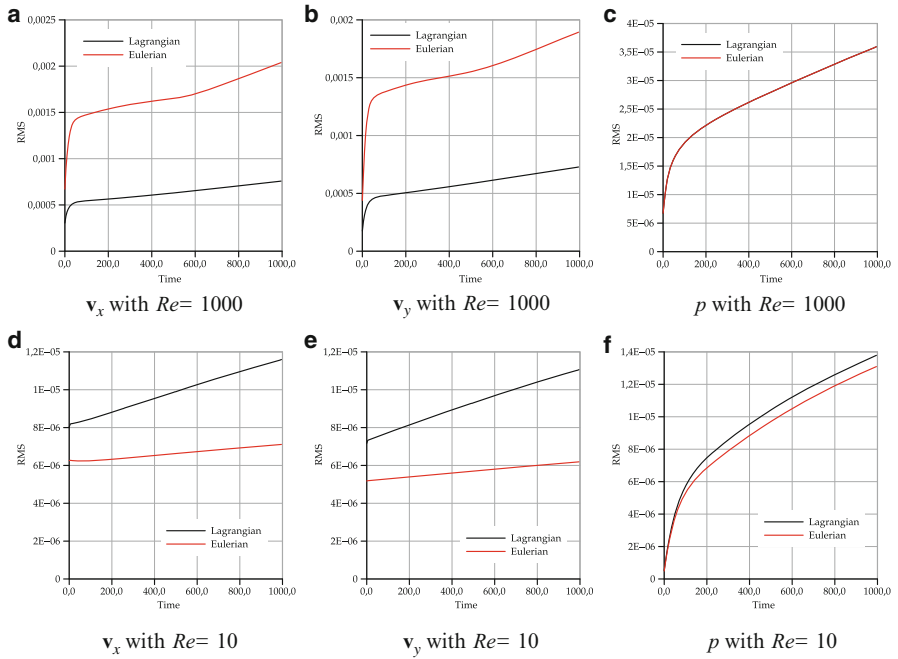 a
0,0025
0,002
0,0015
0,001
0,0005
0
RMS
Lagrangian
Eulerian
0,0 200,0 400,0 600,0 800,0 1000,0
Time
v_x with Re= 1000
b
0,002
0,0015
0,001
0,0005
0
RMS
Lagrangian
Eulerian
0,0 200,0 400,0 600,0 800,0 1000,0
Time
v_y with Re= 1000
c
4E–05
3,5E–05
3E–05
2,5E–05
2E–05
1,5E–05
1E–05
5E–06
0
RMS
Lagrangian
Eulerian
0,0 200,0 400,0 600,0 800,0 1000,0
Time
p with Re= 1000
d
1,2E–05
1E–05
8E–06
6E–06
4E–06
2E–06
0
RMS
Lagrangian
Eulerian
0,0 200,0 400,0 600,0 800,0 1000,0
Time
v_x with Re= 10
e
1,2E–05
1E–05
8E–06
6E–06
4E–06
2E–06
0
RMS
Lagrangian
Eulerian
0,0 200,0 400,0 600,0 800,0 1000,0
Time
v_y with Re= 10
f
1,4E–05
1,2E–05
1E–05
8E–06
6E–06
4E–06
2E–06
0
RMS
Lagrangian
Eulerian
0,0 200,0 400,0 600,0 800,0 1000,0
Time
p with Re= 10